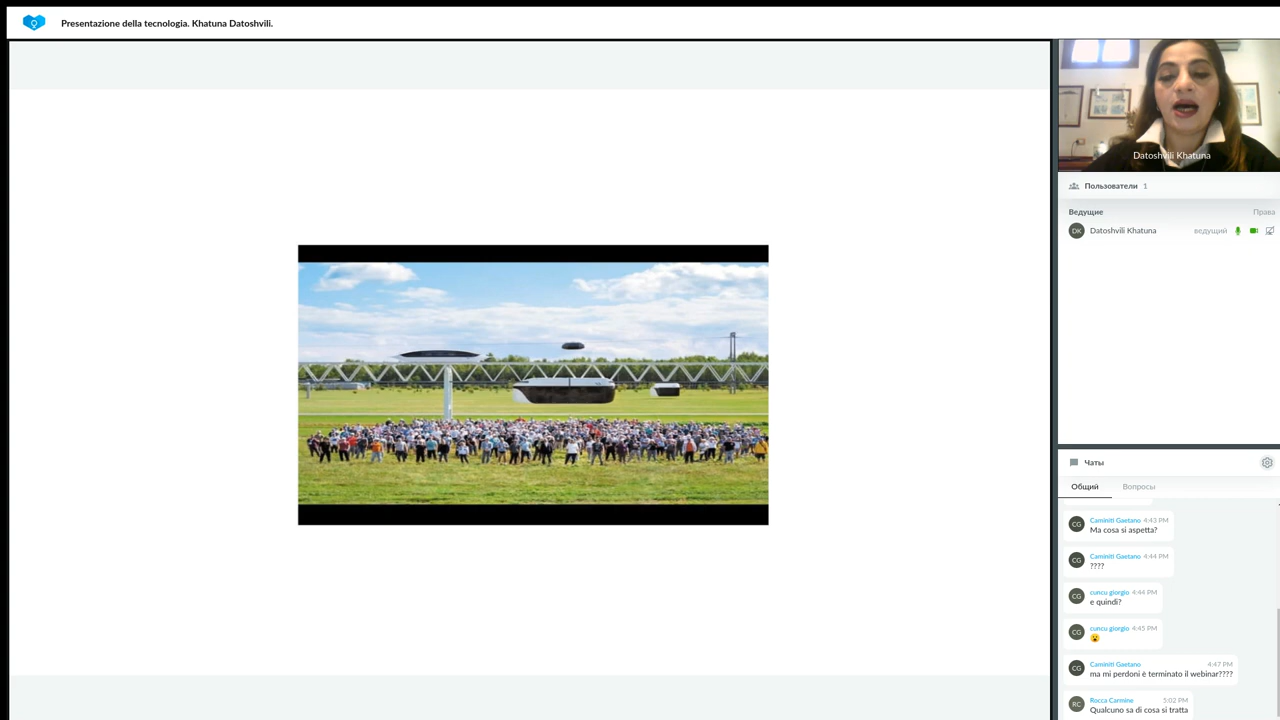 Presentazione della tecnologia. Khatuna Datoshvili.
Datoshvili Khatuna
Пользователи 1
Ведущие Права
DK Datoshvili Khatuna ведущий
Чаты
Общий Вопросы
CG Caminiti Gaetano 4:43 PM
Ma cosa si aspetta?
CG Caminiti Gaetano 4:44 PM
????
CG cuncu giorgio 4:44 PM
e quindi?
CG cuncu giorgio 4:45 PM
😮
CG Caminiti Gaetano 4:47 PM
ma mi perdoni è terminato il webinar????
RC Rocca Carmine 5:02 PM
Qualcuno sa di cosa si tratta